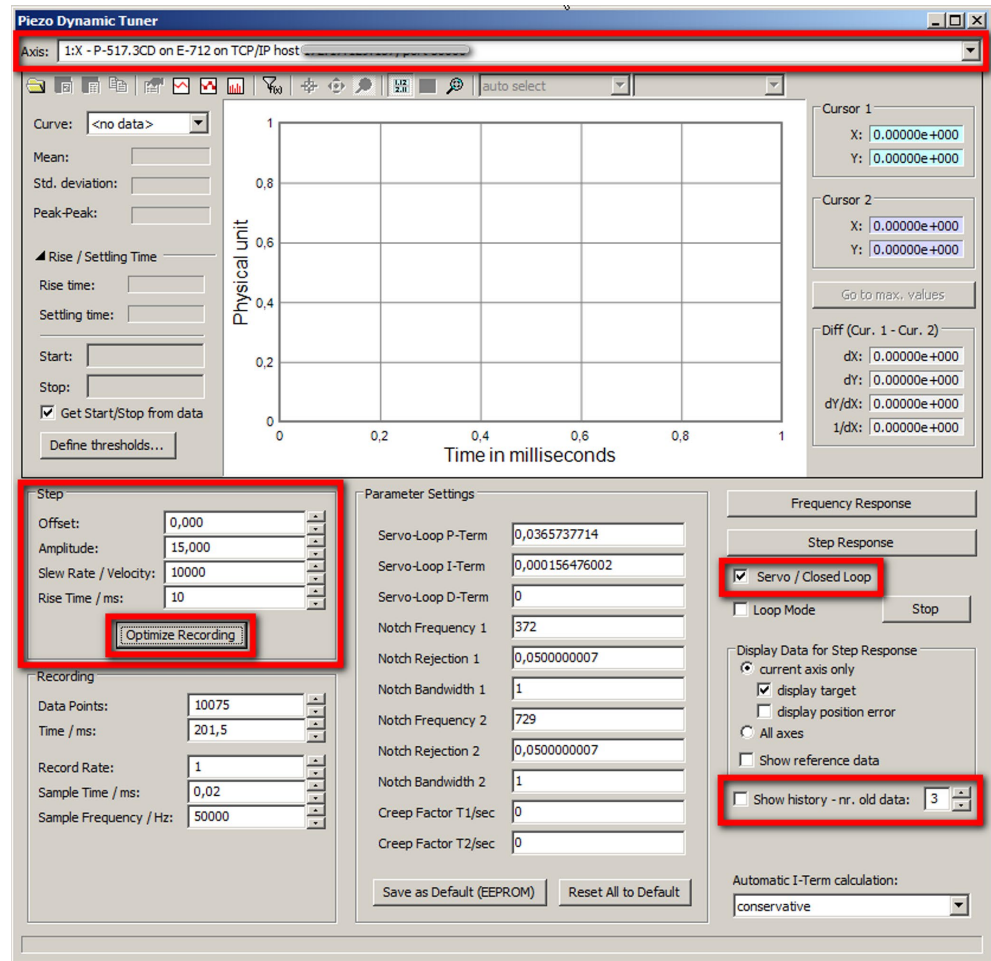 Piezo Dynamic Tuner
Axis: 1:X - P-517.3CD on E-712 on TCP/IP host
auto select
Curve: <no data>
Mean:
Std. deviation:
Peak-Peak:
Rise / Settling Time
Rise time:
Settling time:
Start:
Stop:
Get Start/Stop from data
Define thresholds...
Physical unit
1
0,8
0,6
0,4
0,2
0
0 0,2 0,4 0,6 0,8 1
Time in milliseconds
Cursor 1
X: 0.00000e+000
Y: 0.00000e+000
Cursor 2
X: 0.00000e+000
Y: 0.00000e+000
Go to max. values
Diff (Cur. 1 - Cur. 2)
dX: 0.00000e+000
dY: 0.00000e+000
dY/dX: 0.00000e+000
1/dX: 0.00000e+000
Step
Offset: 0,000
Amplitude: 15,000
Slew Rate / Velocity: 10000
Rise Time / ms: 10
Optimize Recording
Recording
Data Points: 10075
Time / ms: 201,5
Record Rate: 1
Sample Time / ms: 0,02
Sample Frequency / Hz: 50000
Parameter Settings
Servo-Loop P-Term 0,0365737714
Servo-Loop I-Term 0,000156476002
Servo-Loop D-Term 0
Notch Frequency 1 372
Notch Rejection 1 0,0500000007
Notch Bandwidth 1 1
Notch Frequency 2 729
Notch Rejection 2 0,0500000007
Notch Bandwidth 2 1
Creep Factor T1/sec 0
Creep Factor T2/sec 0
Save as Default (EEPROM) Reset All to Default
Frequency Response
Step Response
Servo / Closed Loop
Loop Mode Stop
Display Data for Step Response
current axis only
display target
display position error
All axes
Show reference data
Show history - nr. old data: 3
Automatic I-Term calculation:
conservative